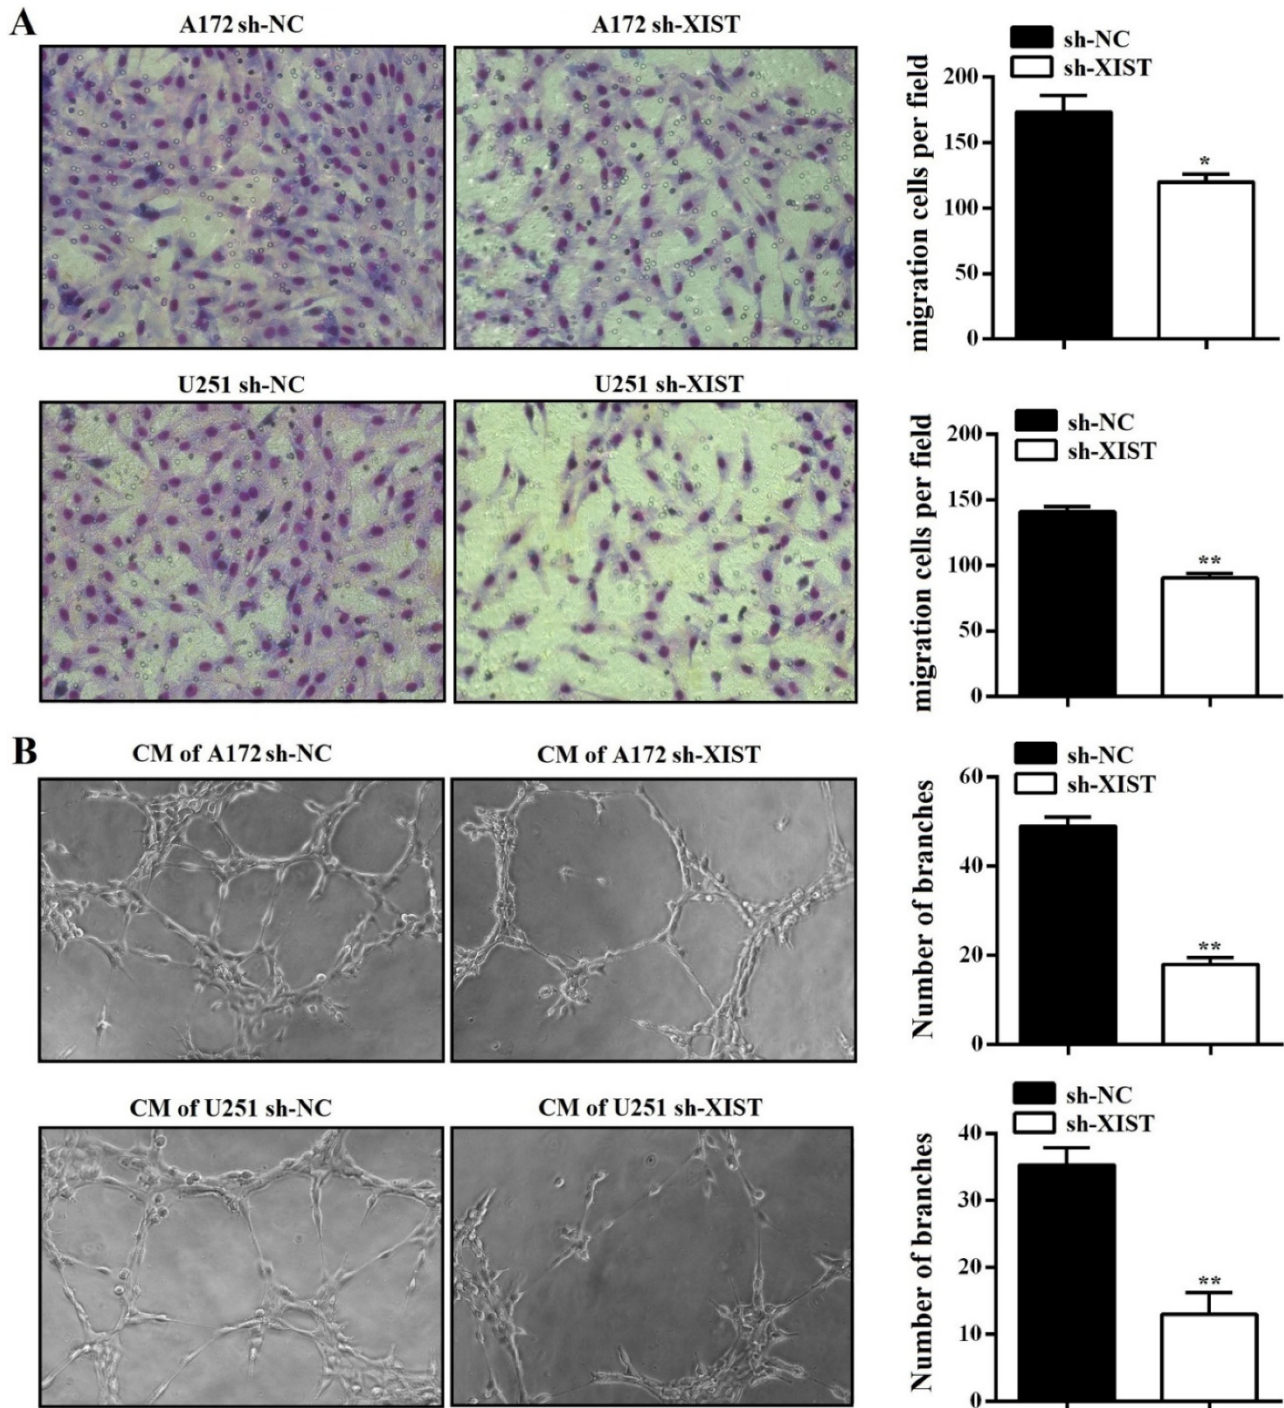 A
A172 sh-NC
A172 sh-XIST
sh-NC
sh-XIST
migration cells per field
200
150
100
50
0
*
U251 sh-NC
U251 sh-XIST
sh-NC
sh-XIST
migration cells per field
200
150
100
50
0
**
B
CM of A172 sh-NC
CM of A172 sh-XIST
sh-NC
sh-XIST
Number of branches
60
40
20
0
**
CM of U251 sh-NC
CM of U251 sh-XIST
sh-NC
sh-XIST
Number of branches
40
30
20
10
0
**